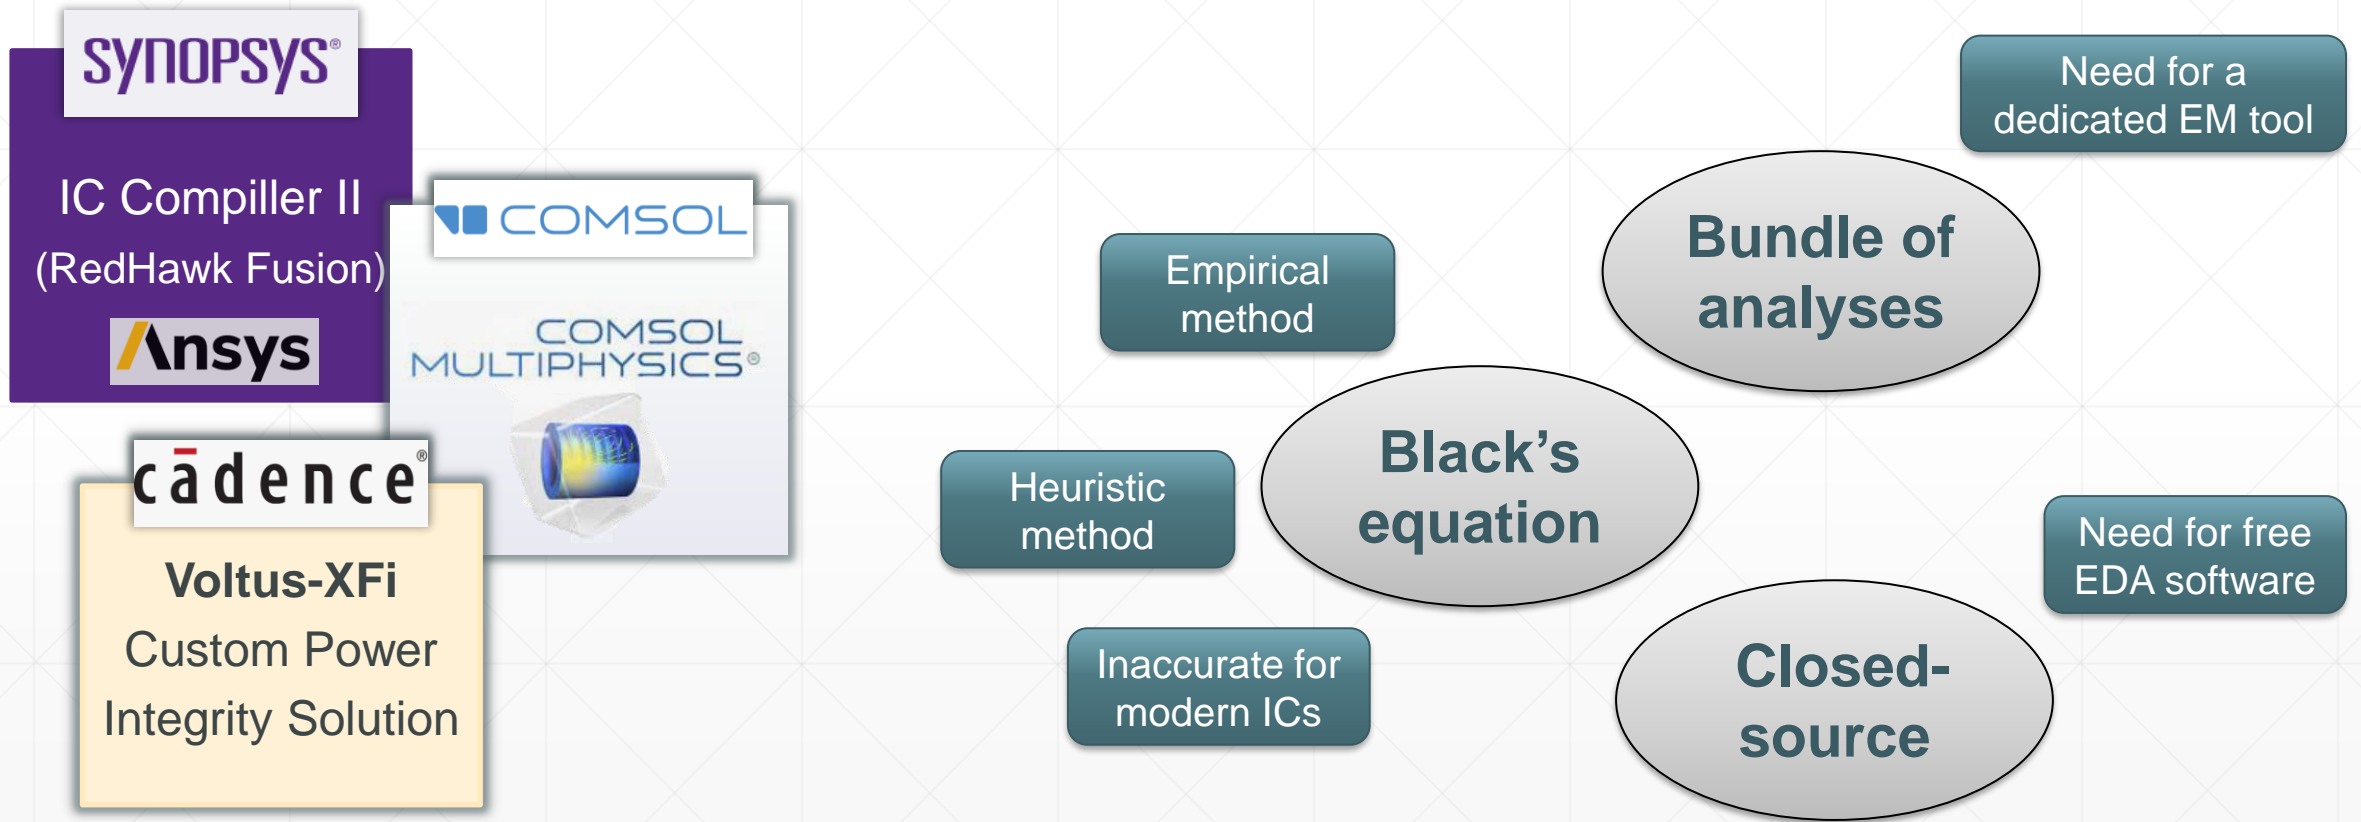 SYNOPSYS®
IC Compiller II
(RedHawk Fusion)
Ansys
COMSOL
COMSOL
MULTIPHYSICS®
cādence®
Voltus-XFi
Custom Power
Integrity Solution
Empirical
method
Heuristic
method
Inaccurate for
modern ICs
Black’s
equation
Bundle of
analyses
Need for a
dedicated EM tool
Closed-
source
Need for free
EDA software